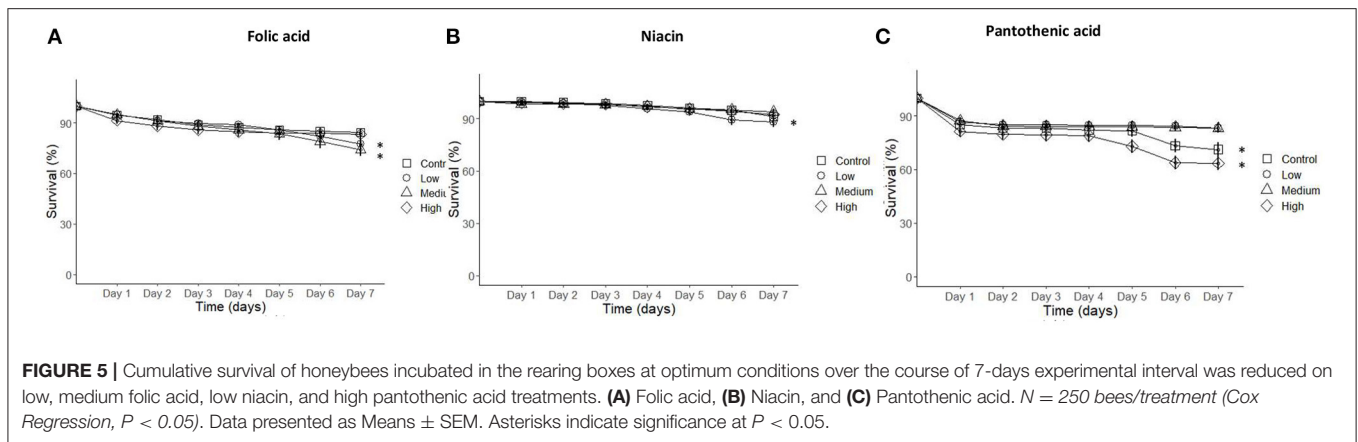 A
Folic acid
Survival (%)
90
60
30
0
Day 1 Day 2 Day 3 Day 4 Day 5 Day 6 Day 7
Time (days)
*
*
Contr
Low
Mediu
High
B
Niacin
Survival (%)
90
60
30
0
Day 1 Day 2 Day 3 Day 4 Day 5 Day 6 Day 7
Time (days)
*
C
Pantothenic acid
Survival (%)
90
60
30
0
Day 1 Day 2 Day 3 Day 4 Day 5 Day 6 Day 7
Time (days)
*
*
Control
Low
Medium
High
FIGURE 5 | Cumulative survival of honeybees incubated in the rearing boxes at optimum conditions over the course of 7-days experimental interval was reduced on
low, medium folic acid, low niacin, and high pantothenic acid treatments. (A) Folic acid, (B) Niacin, and (C) Pantothenic acid. N = 250 bees/treatment (Cox
Regression, P < 0.05). Data presented as Means ± SEM. Asterisks indicate significance at P < 0.05.